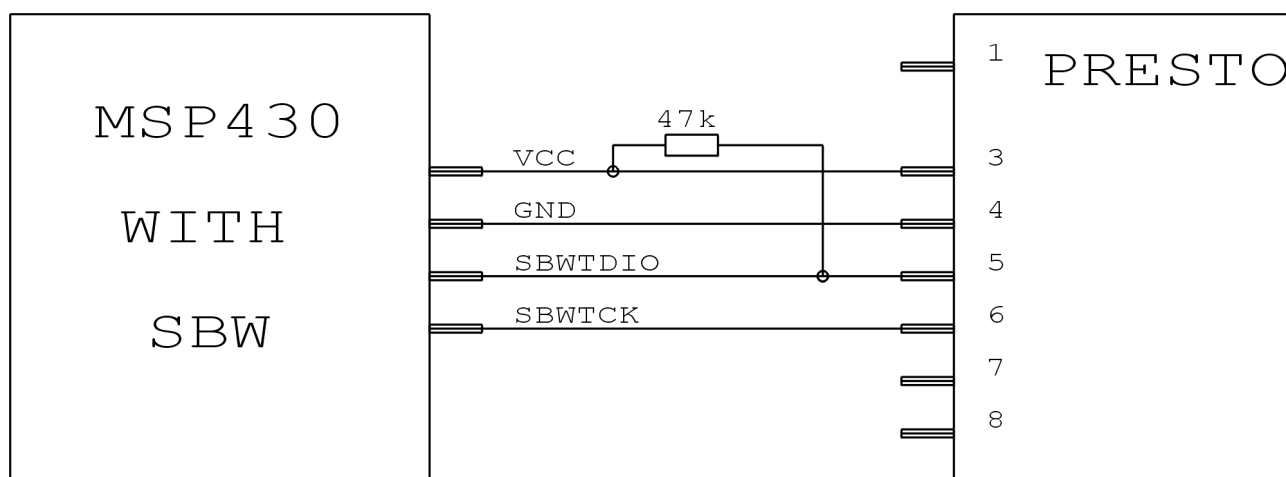 MSP430
WITH
SBW
47k
VCC
GND
SBWTDIO
SBWTCK
1
3
4
5
6
7
8
PRESTO